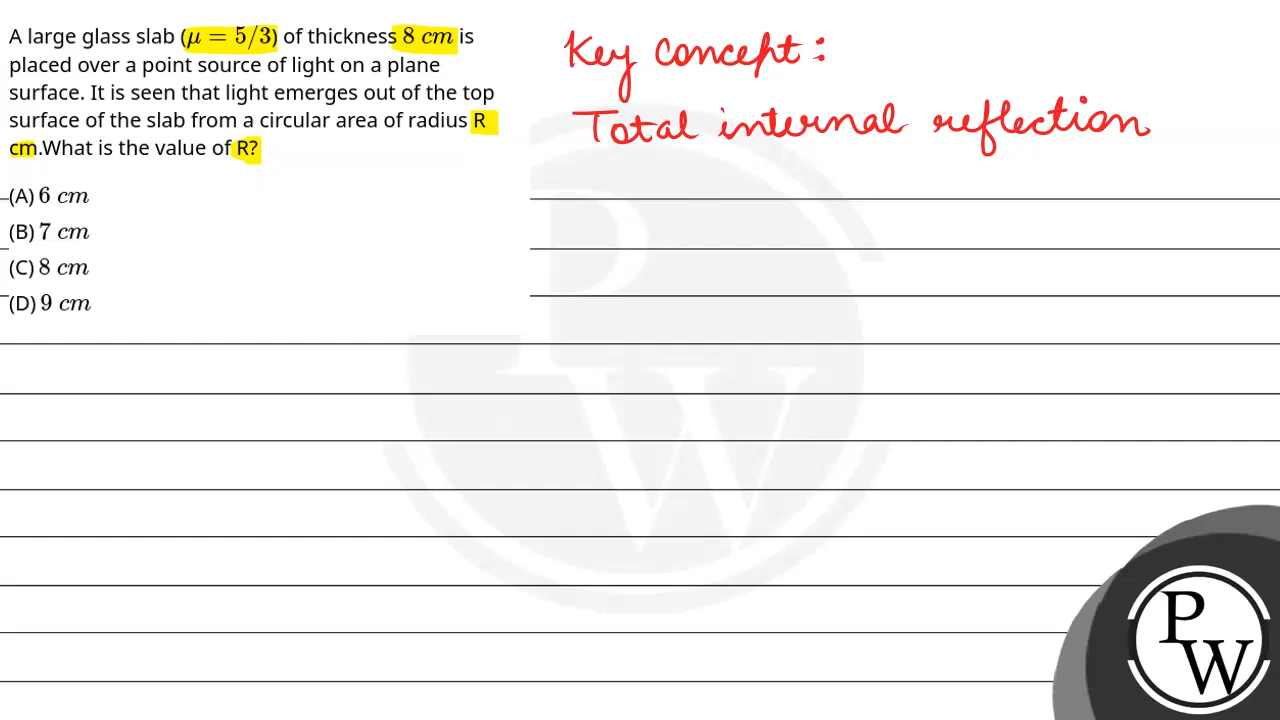 A large glass slab (μ = 5/3) of thickness 8 cm is
placed over a point source of light on a plane
surface. It is seen that light emerges out of the top
surface of the slab from a circular area of radius R
cm.What is the value of R?
(A) 6 cm
(B) 7 cm
(C) 8 cm
(D) 9 cm
Key concept:
Total internal reflection
P
W
P
W